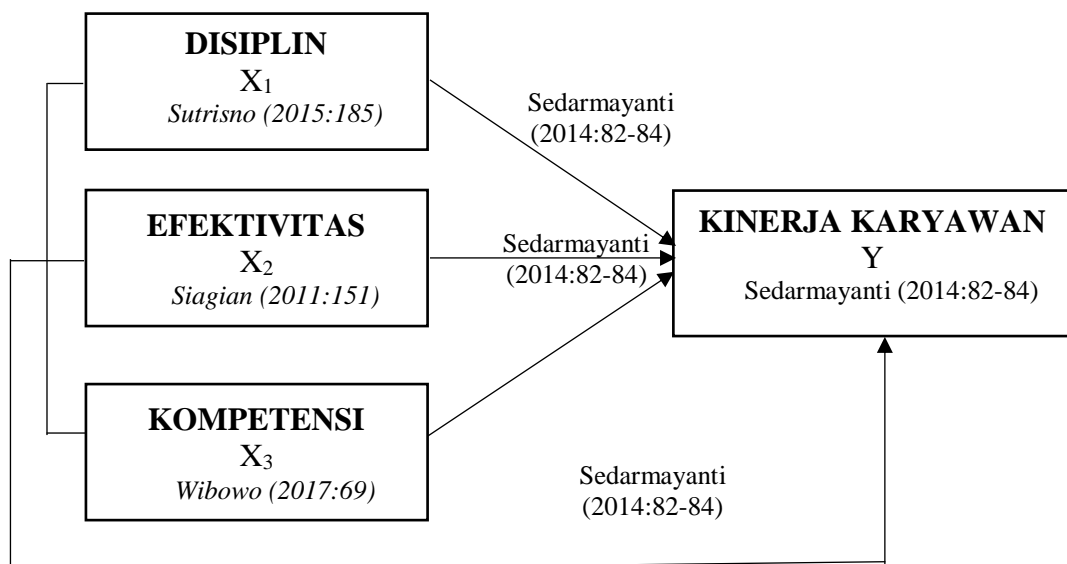 DISIPLIN
X₁
Sutrisno (2015:185)
Sedarmayanti
(2014:82-84)
EFEKTIVITAS
X₂
Siagian (2011:151)
Sedarmayanti
(2014:82-84)
KINERJA KARYAWAN
Y
Sedarmayanti (2014:82-84)
KOMPETENSI
X₃
Wibowo (2017:69)
Sedarmayanti
(2014:82-84)